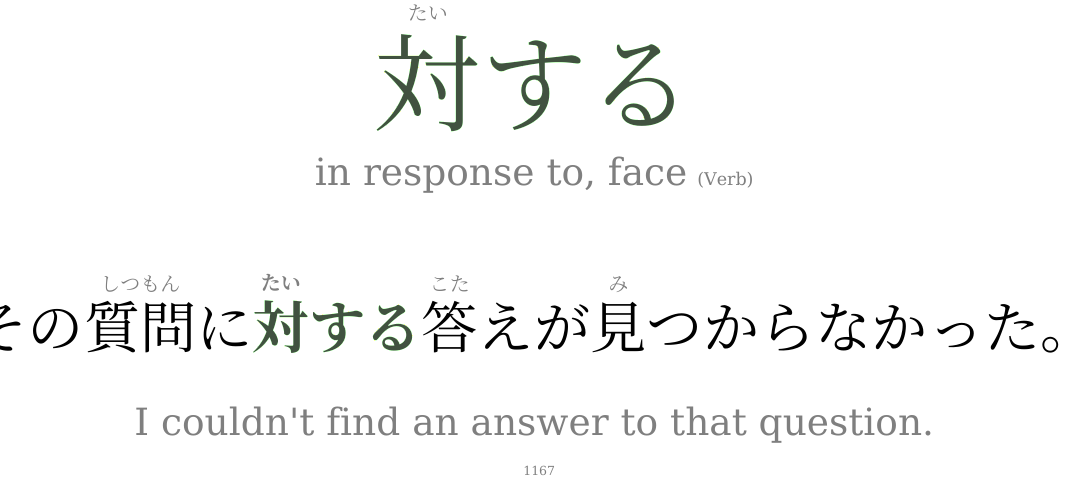 たい
対する
in response to, face (Verb)
しつもん たい こた み
その質問に対する答えが見つからなかった。
I couldn't find an answer to that question.
1167